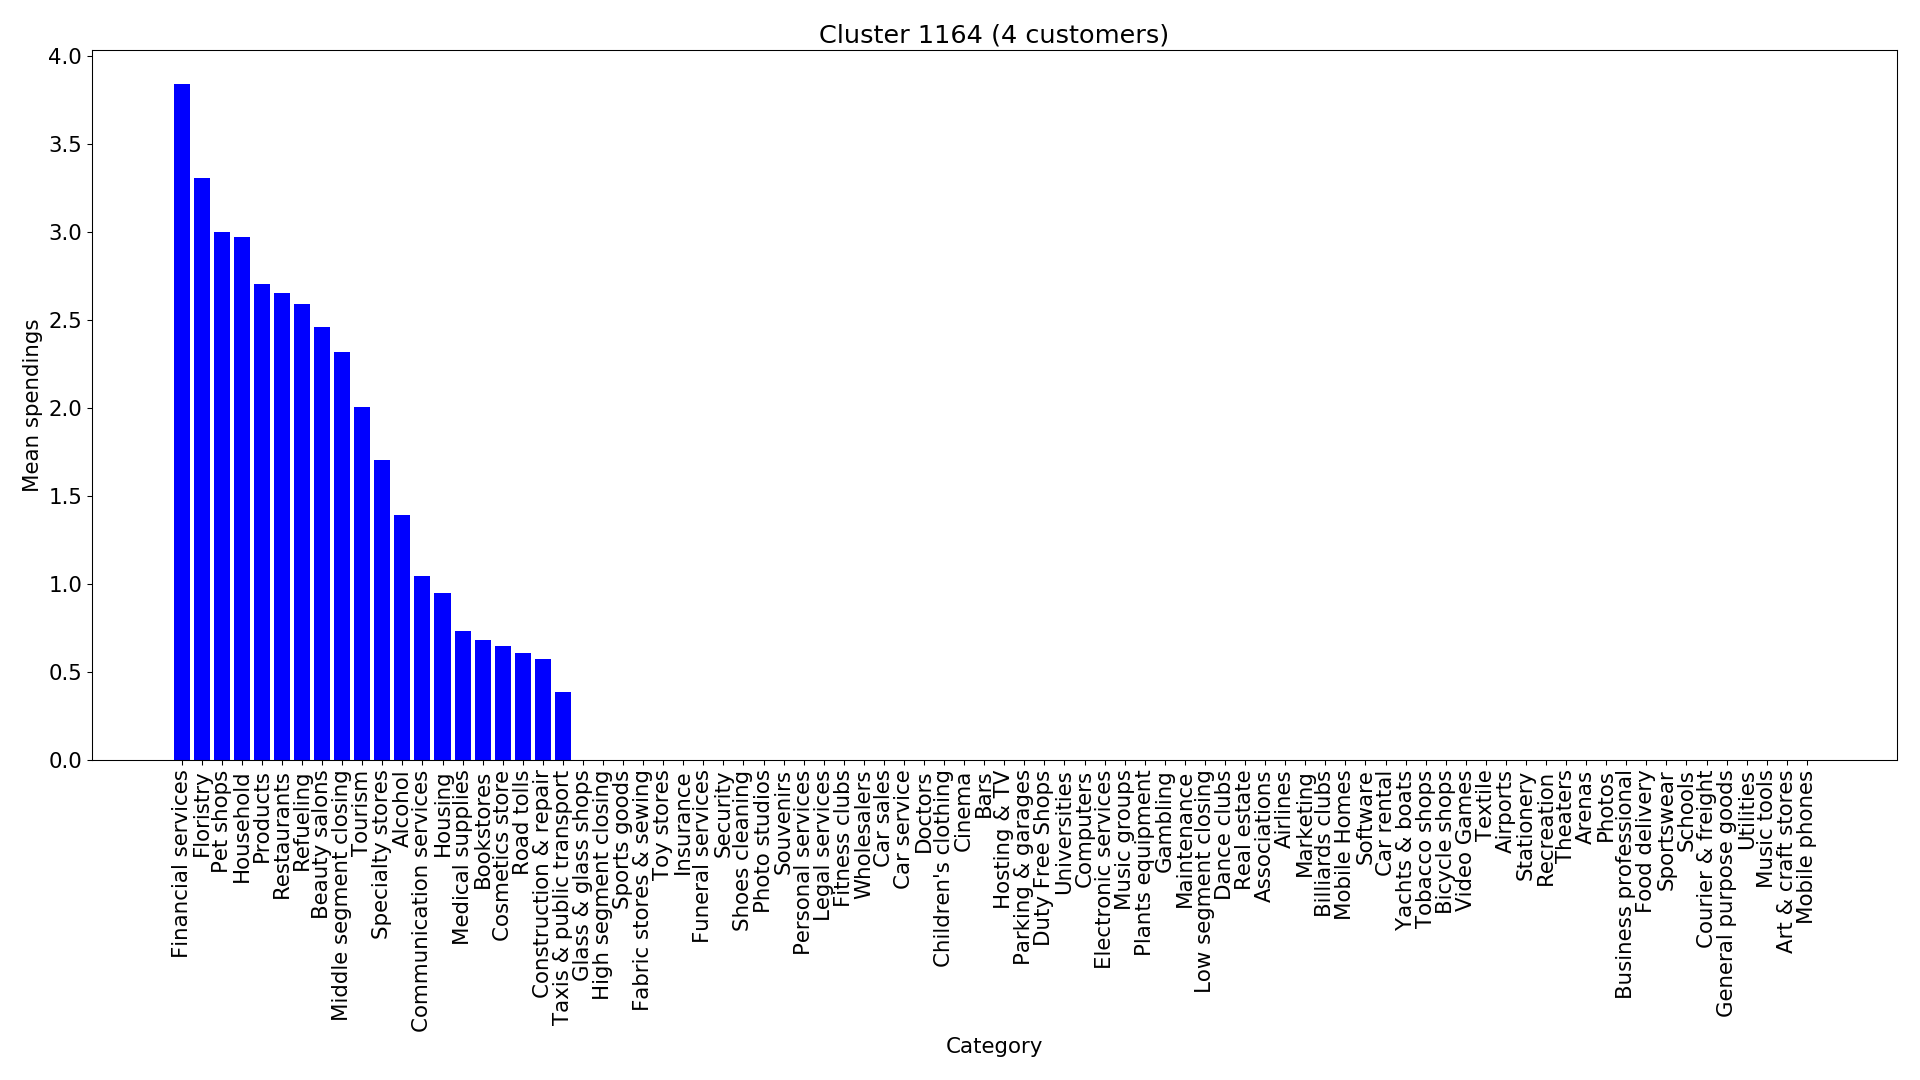 Cluster 1164 (4 customers)
4.0
3.5
3.0
2.5
2.0
1.5
1.0
0.5
0.0
Mean spendings
Financial services
Floristry
Pet shops
Household
Products
Restaurants
Refueling
Beauty salons
Middle segment closing
Tourism
Specialty stores
Alcohol
Communication services
Housing
Medical supplies
Bookstores
Cosmetics store
Road tolls
Construction & repair
Taxis & public transport
Glass & glass shops
High segment closing
Sports goods
Fabric stores & sewing
Toy stores
Insurance
Funeral services
Security
Shoes cleaning
Photo studios
Souvenirs
Personal services
Legal services
Fitness clubs
Wholesalers
Car sales
Car service
Doctors
Children's clothing
Cinema
Bars
Hosting & TV
Parking & garages
Duty Free Shops
Universities
Computers
Electronic services
Music groups
Plants equipment
Gambling
Maintenance
Low segment closing
Dance clubs
Real estate
Associations
Airlines
Marketing
Billiards clubs
Mobile Homes
Software
Car rental
Yachts & boats
Tobacco shops
Bicycle shops
Video Games
Textile
Airports
Stationery
Recreation
Theaters
Arenas
Photos
Business professional
Food delivery
Sportswear
Schools
Courier & freight
General purpose goods
Utilities
Music tools
Art & craft stores
Mobile phones
Category